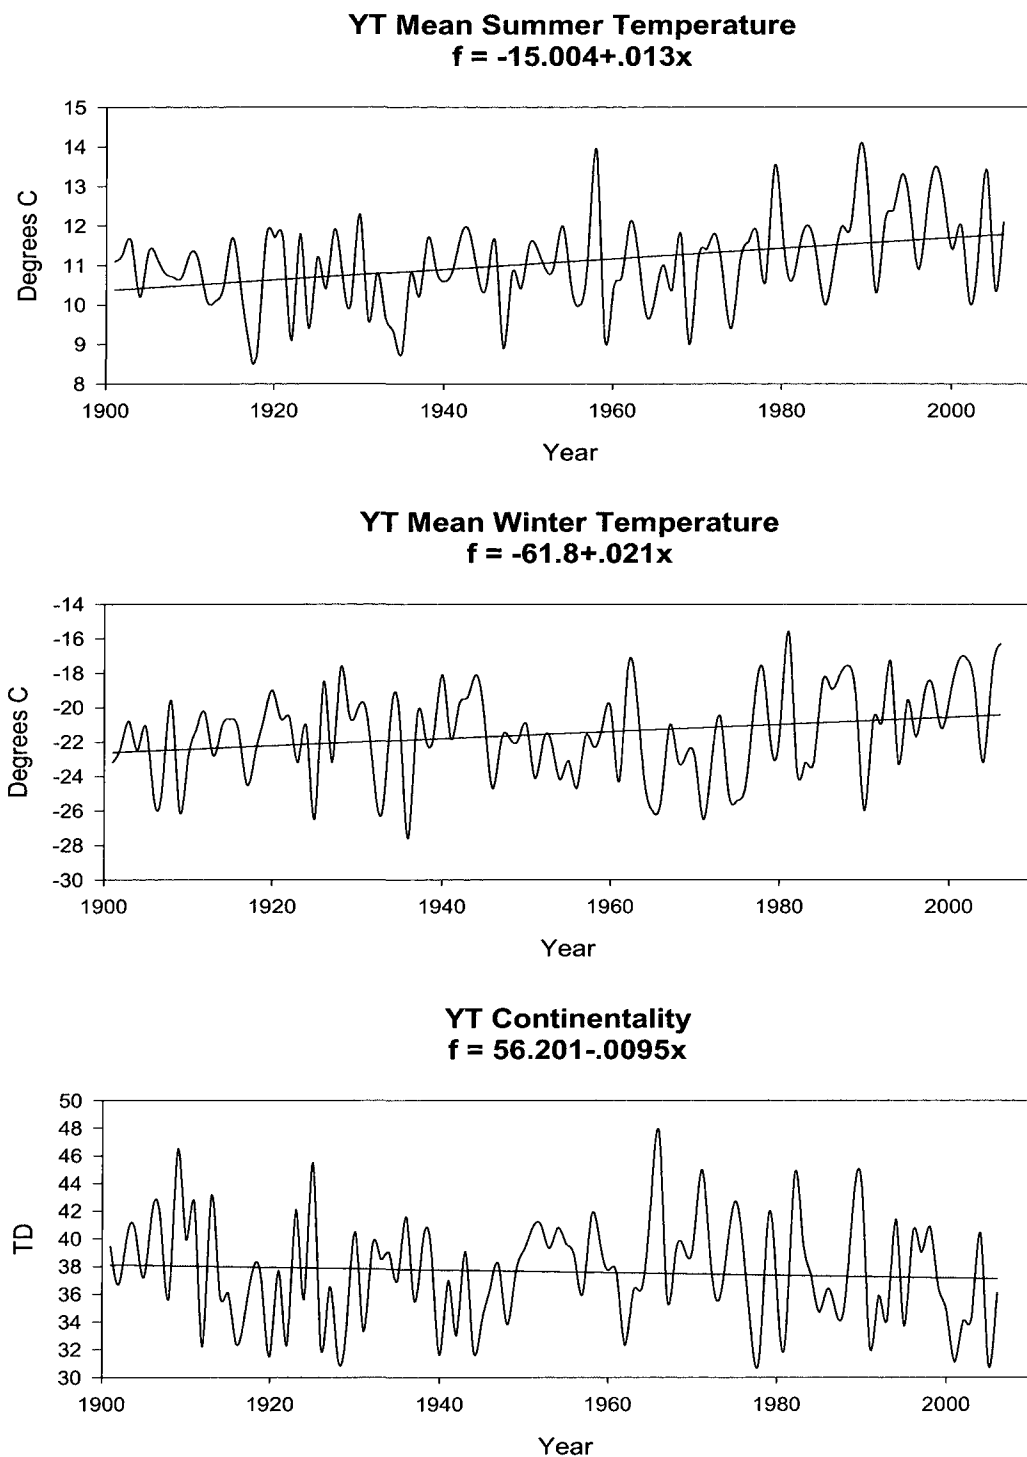 YT Mean Summer Temperature
f = -15.004+.013x
15
14
13
12
11
10
9
8
Degrees C
1900 1920 1940 1960 1980 2000
Year
YT Mean Winter Temperature
f = -61.8+.021x
-14
-16
-18
-20
-22
-24
-26
-28
-30
Degrees C
1900 1920 1940 1960 1980 2000
Year
YT Continentality
f = 56.201-.0095x
50
48
46
44
42
40
38
36
34
32
30
TD
1900 1920 1940 1960 1980 2000
Year